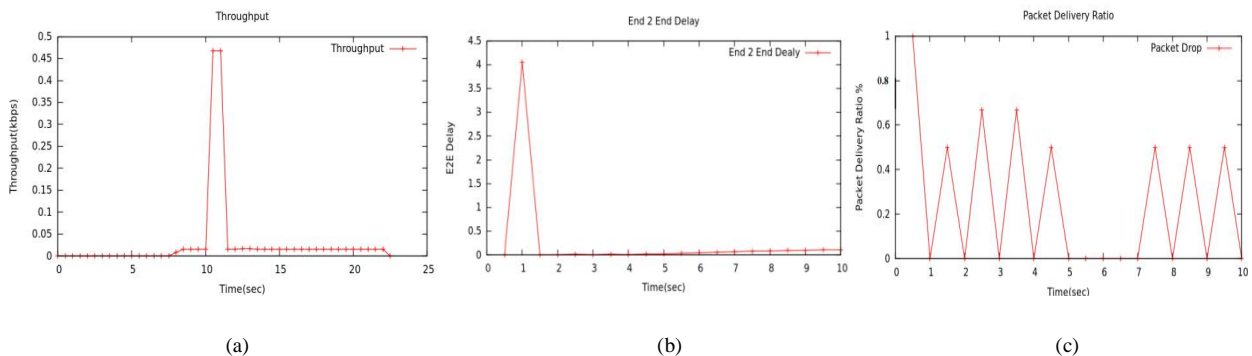 Throughput
Throughput(kbps)
0.5
0.45
0.4
0.35
0.3
0.25
0.2
0.15
0.1
0.05
0
Throughput
0 5 10 15 20 25
Time(sec)
(a)
End 2 End Delay
E2E Delay
4.5
4
3.5
3
2.5
2
1.5
1
0.5
0
End 2 End Dealy
0 1 2 3 4 5 6 7 8 9 10
Time(sec)
(b)
Packet Delivery Ratio
Packet Delivery Ratio %
1
0.8
0.6
0.4
0.2
0
Packet Drop
0 1 2 3 4 5 6 7 8 9 10
Time(sec)
(c)